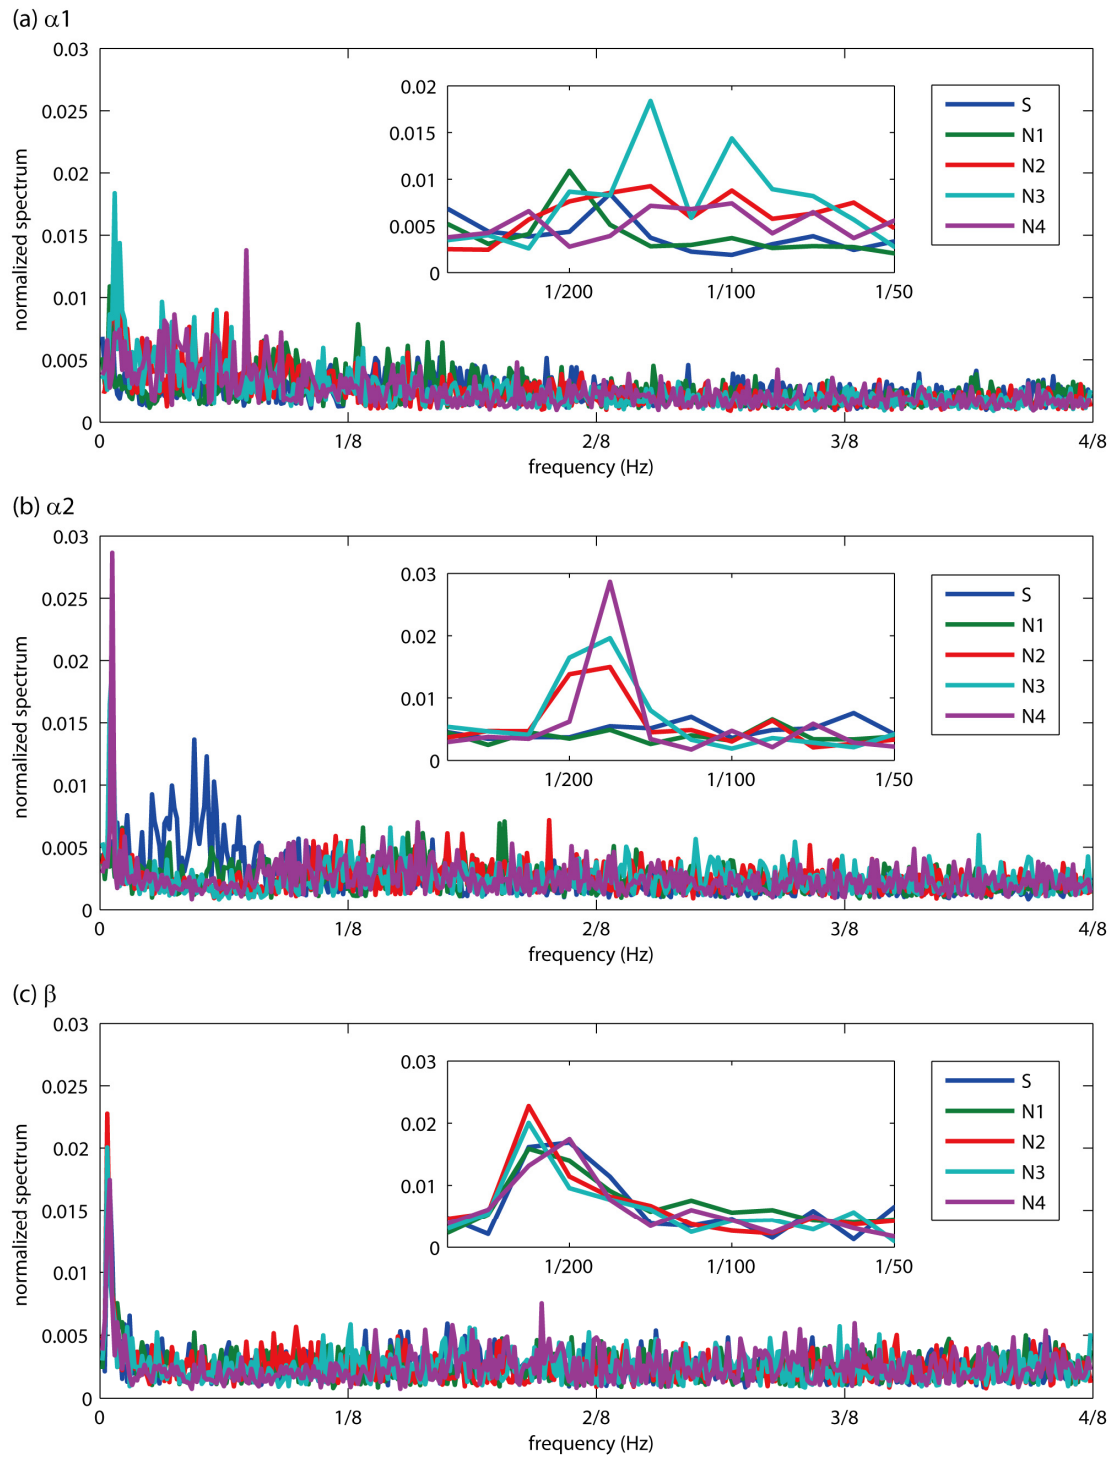 (a) α1
0.03
0.025
0.02
0.015
0.01
0.005
0
normalized spectrum
0 1/8 2/8 3/8 4/8
frequency (Hz)
0.02
0.015
0.01
0.005
0
1/200 1/100 1/50
S
N1
N2
N3
N4
(b) α2
0.03
0.025
0.02
0.015
0.01
0.005
0
normalized spectrum
0 1/8 2/8 3/8 4/8
frequency (Hz)
0.03
0.02
0.01
0
1/200 1/100 1/50
S
N1
N2
N3
N4
(c) β
0.03
0.025
0.02
0.015
0.01
0.005
0
normalized spectrum
0 1/8 2/8 3/8 4/8
frequency (Hz)
0.03
0.02
0.01
0
1/200 1/100 1/50
S
N1
N2
N3
N4